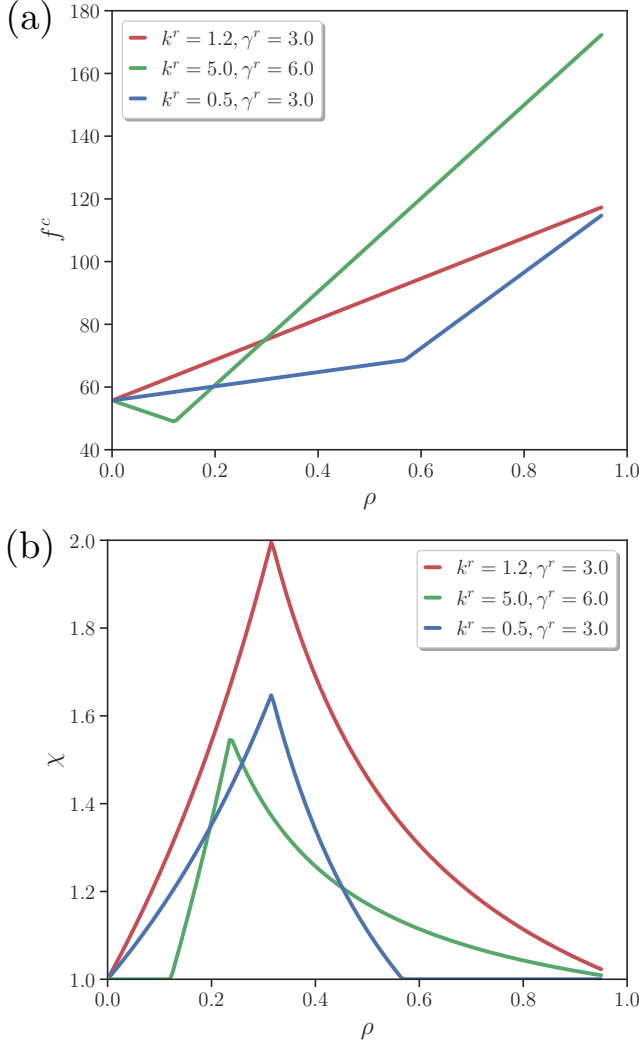 (a)
180
160
140
120
100
80
60
40
f^c
k^r = 1.2, γ^r = 3.0
k^r = 5.0, γ^r = 6.0
k^r = 0.5, γ^r = 3.0
0.0 0.2 0.4 0.6 0.8 1.0
ρ
(b)
2.0
1.8
1.6
1.4
1.2
1.0
χ
k^r = 1.2, γ^r = 3.0
k^r = 5.0, γ^r = 6.0
k^r = 0.5, γ^r = 3.0
0.0 0.2 0.4 0.6 0.8 1.0
ρ